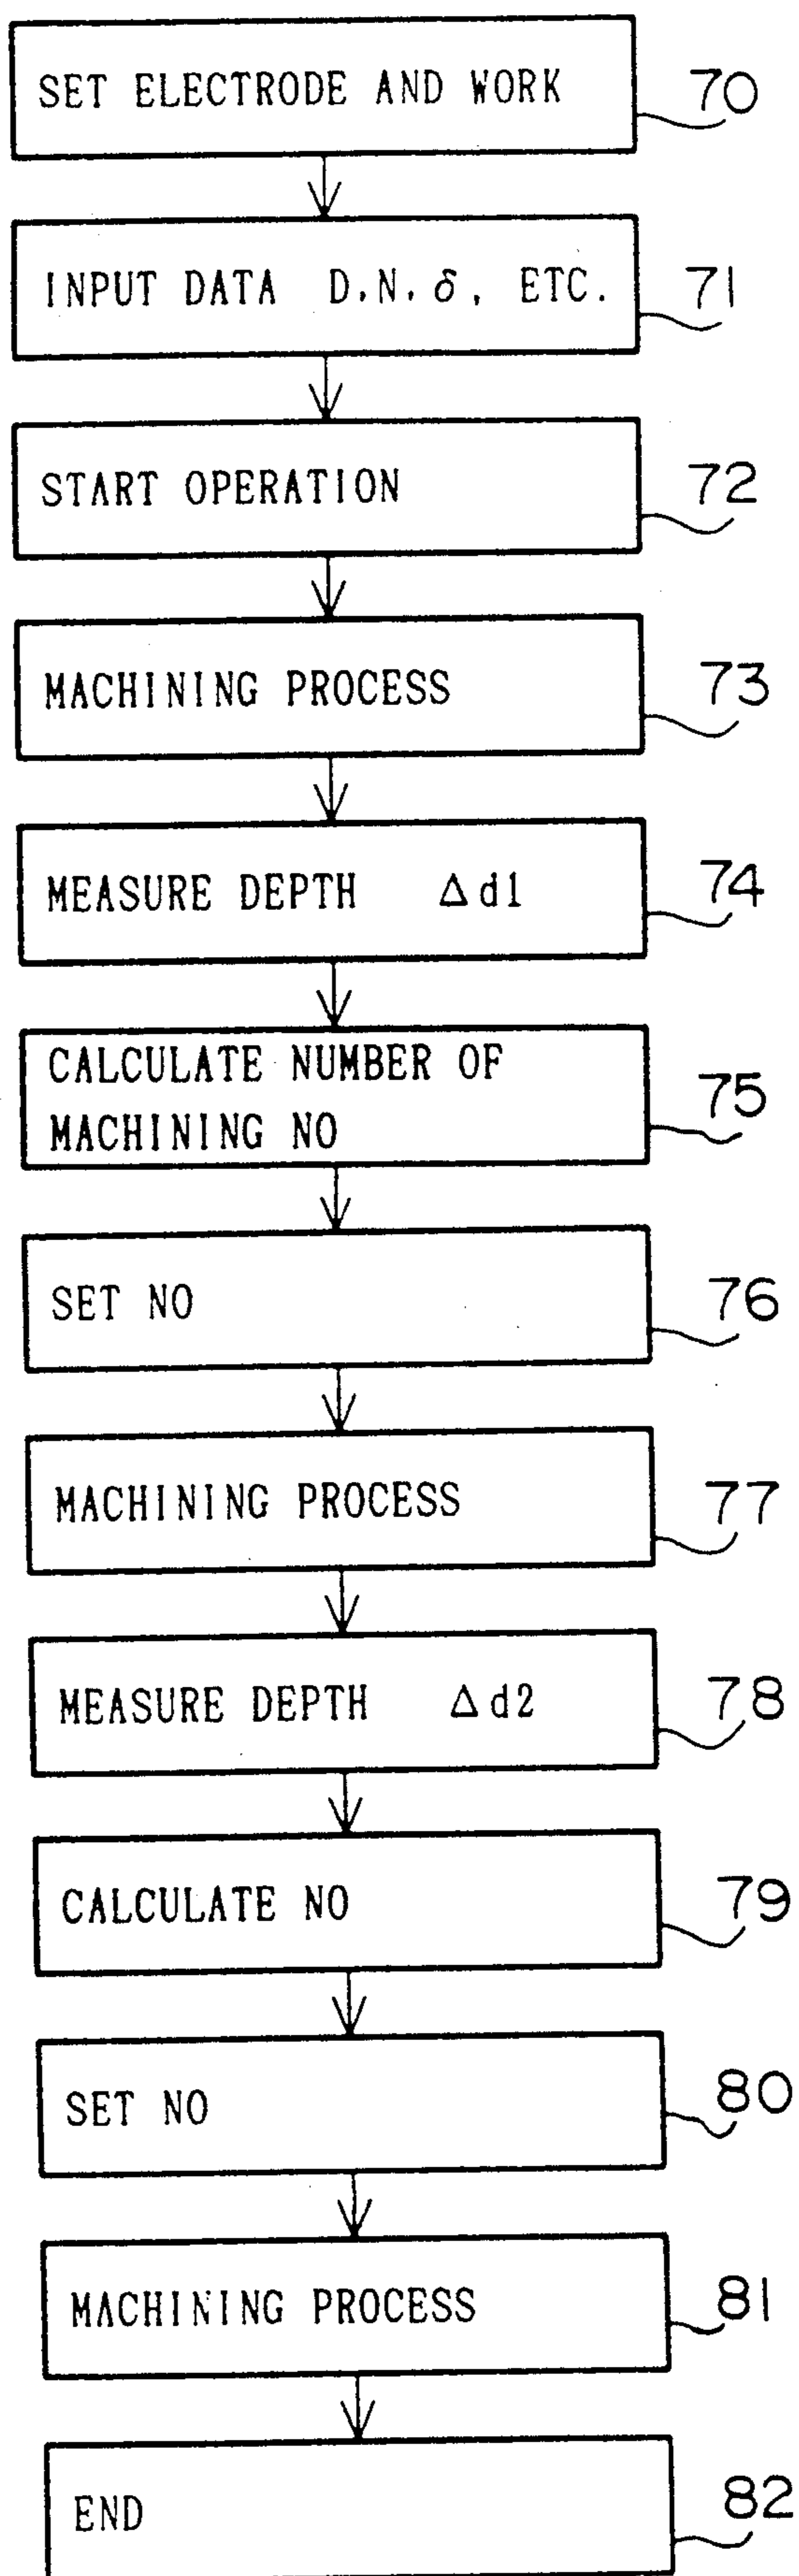 SET ELECTRODE AND WORK 70
INPUT DATA D.N.δ, ETC. 71
START OPERATION 72
MACHINING PROCESS 73
MEASURE DEPTH Δd1 74
CALCULATE NUMBER OF
MACHINING NO 75
SET NO 76
MACHINING PROCESS 77
MEASURE DEPTH Δd2 78
CALCULATE NO 79
SET NO 80
MACHINING PROCESS 81
END 82